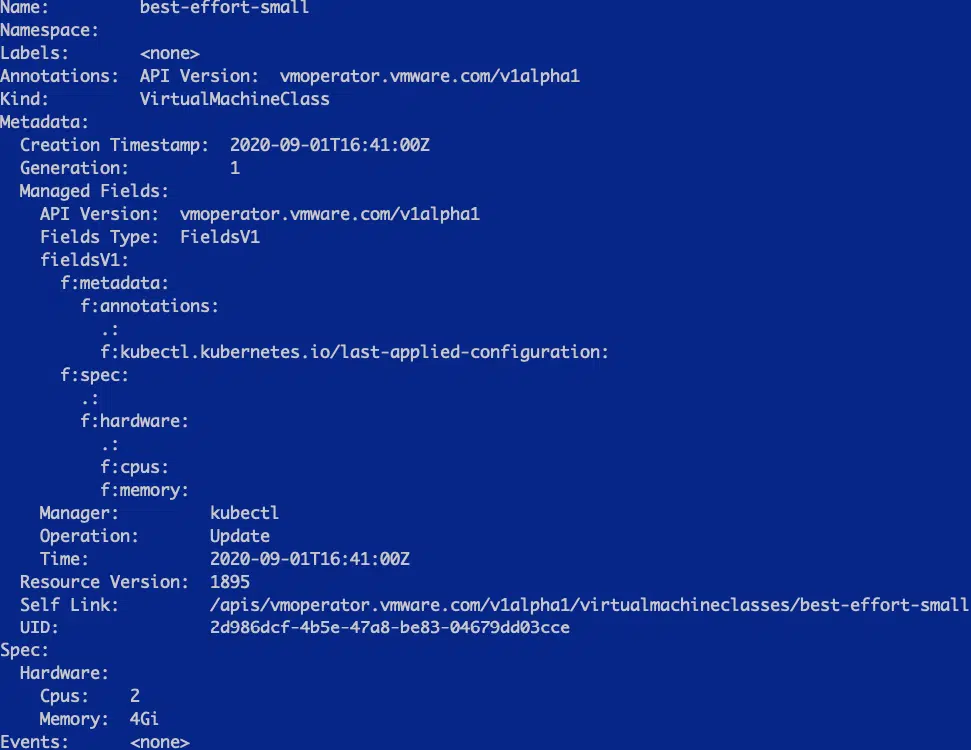 Name:         best-effort-small
Namespace:
Labels:       <none>
Annotations:  API Version:  vmoperator.vmware.com/v1alpha1
Kind:         VirtualMachineClass
Metadata:
  Creation Timestamp:  2020-09-01T16:41:00Z
  Generation:          1
  Managed Fields:
    API Version:  vmoperator.vmware.com/v1alpha1
    Fields Type:  FieldsV1
    fieldsV1:
      f:metadata:
        f:annotations:
          .:
          f:kubectl.kubernetes.io/last-applied-configuration:
      f:spec:
        .:
        f:hardware:
          .:
          f:cpus:
          f:memory:
    Manager:         kubectl
    Operation:       Update
    Time:            2020-09-01T16:41:00Z
  Resource Version:  1895
  Self Link:         /apis/vmoperator.vmware.com/v1alpha1/virtualmachineclasses/best-effort-small
  UID:               2d986dcf-4b5e-47a8-be83-04679dd03cce
Spec:
  Hardware:
    Cpus:    2
    Memory:  4Gi
Events:      <none>